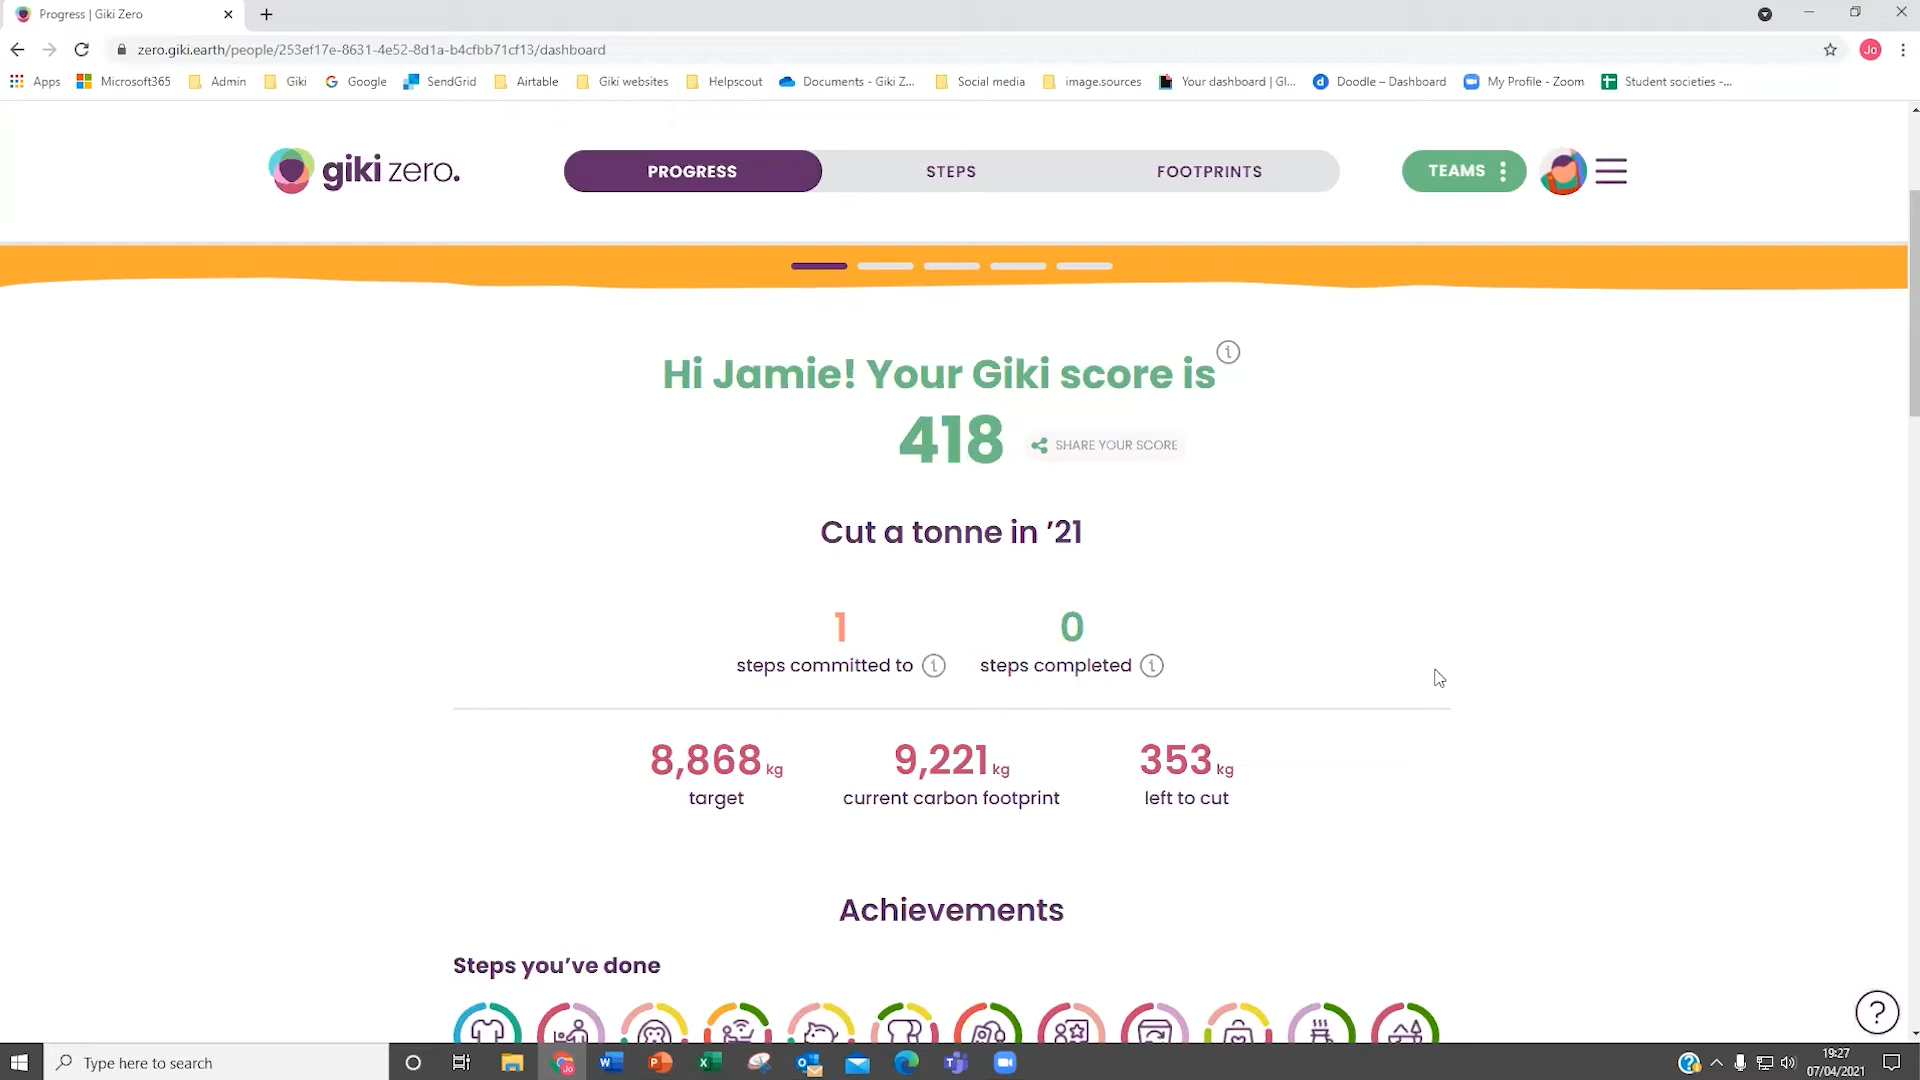 Progress | Giki Zero
zero.giki.earth/people/253ef17e-8631-4e52-8d1a-b4cfbb71cf13/dashboard
Jo
Apps Microsoft365 Admin Giki Google SendGrid Airtable Giki websites Helpscout Documents - Giki Z... Social media image.sources Your dashboard | Gl... Doodle – Dashboard My Profile - Zoom Student societies -...
giki zero. PROGRESS STEPS FOOTPRINTS TEAMS
Hi Jamie! Your Giki score is
418 SHARE YOUR SCORE
Cut a tonne in ’21
1 0
steps committed to steps completed
8,868 kg 9,221 kg 353 kg
target current carbon footprint left to cut
Achievements
Steps you’ve done
Type here to search
19:27
07/04/2021